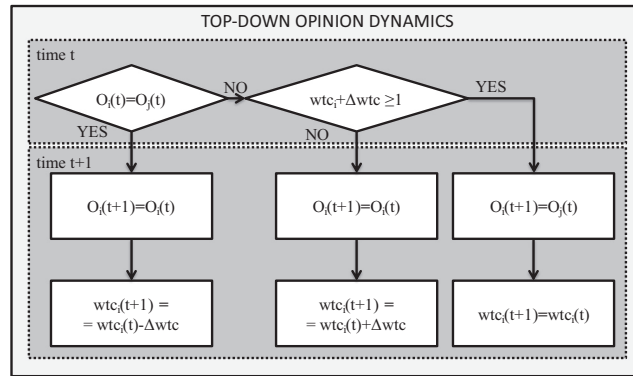 TOP-DOWN OPINION DYNAMICS
time t
Oᵢ(t)=Oⱼ(t)
NO
wtcᵢ+Δwtc ≥1
YES
YES
NO
time t+1
Oᵢ(t+1)=Oᵢ(t)
Oᵢ(t+1)=Oᵢ(t)
Oᵢ(t+1)=Oⱼ(t)
wtcᵢ(t+1) =
= wtcᵢ(t)-Δwtc
wtcᵢ(t+1) =
= wtcᵢ(t)+Δwtc
wtcᵢ(t+1)=wtcᵢ(t)